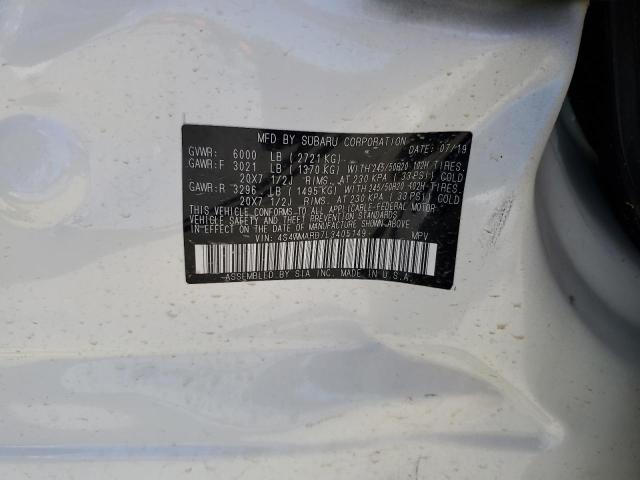 MFD BY SUBARU CORPORATION DATE: 07/19
GVWR: 6000 LB (2721 KG)
GAWR:F 3021 LB (1370 KG) WITH 245/50R20 102H TIRES.
20X7 1/2J RIMS. AT 230 KPA (33 PSI) COLD
GAWR:R 3296 LB (1495 KG) WITH 245/50R20 102H TIRES.
20X7 1/2J RIMS. AT 230 KPA (33 PSI) COLD
THIS VEHICLE CONFORMS TO ALL APPLICABLE FEDERAL MOTOR
VEHICLE SAFETY AND THEFT PREVENTION STANDARDS
IN EFFECT ON THE DATE OF MANUFACTURE SHOWN ABOVE.
VIN: 4S4WMARD7L3405149 MPV
ASSEMBLED BY SIA INC. MADE IN U.S.A.